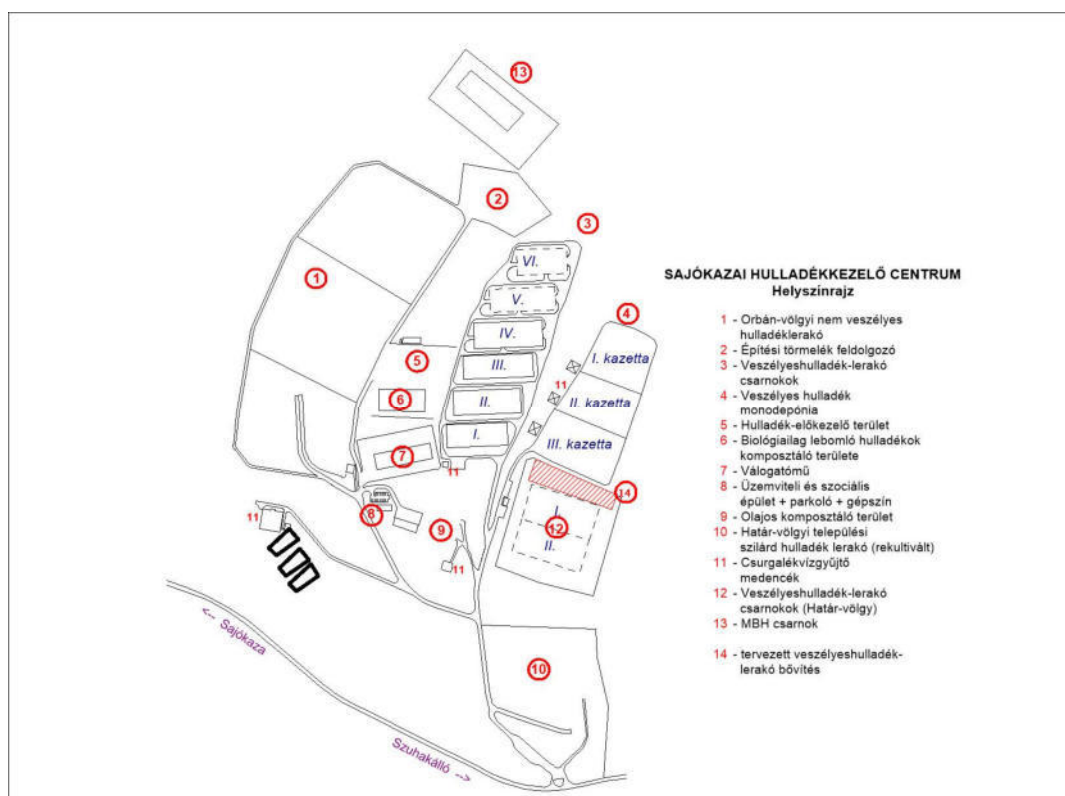 13
2
3
1
VI.
V.
IV.
III.
II.
I.
4
I. kazetta
II. kazetta
III. kazetta
11
5
6
7
11
14
I.
12
II.
8
9
11
11
10
<-- Sajókaza
Szuhakálló -->
SAJÓKAZAI HULLADÉKKEZELŐ CENTRUM
Helyszínrajz
1 - Orbán-völgyi nem veszélyes
hulladéklerakó
2 - Építési törmelék feldolgozó
3 - Veszélyeshulladék-lerakó
csarnokok
4 - Veszélyes hulladék
monodepónia
5 - Hulladék-előkezelő terület
6 - Biológiailag lebomló hulladékok
komposztáló területe
7 - Válogatómű
8 - Üzemviteli és szociális
épület + parkoló + gépszín
9 - Olajos komposztáló terület
10 - Határ-völgyi települési
szilárd hulladék lerakó (rekultivált)
11 - Csurgalékvízgyűjtő
medencék
12 - Veszélyeshulladék-lerakó
csarnokok (Határ-völgy)
13 - MBH csarnok
14 - tervezett veszélyeshulladék-
lerakó bővítés